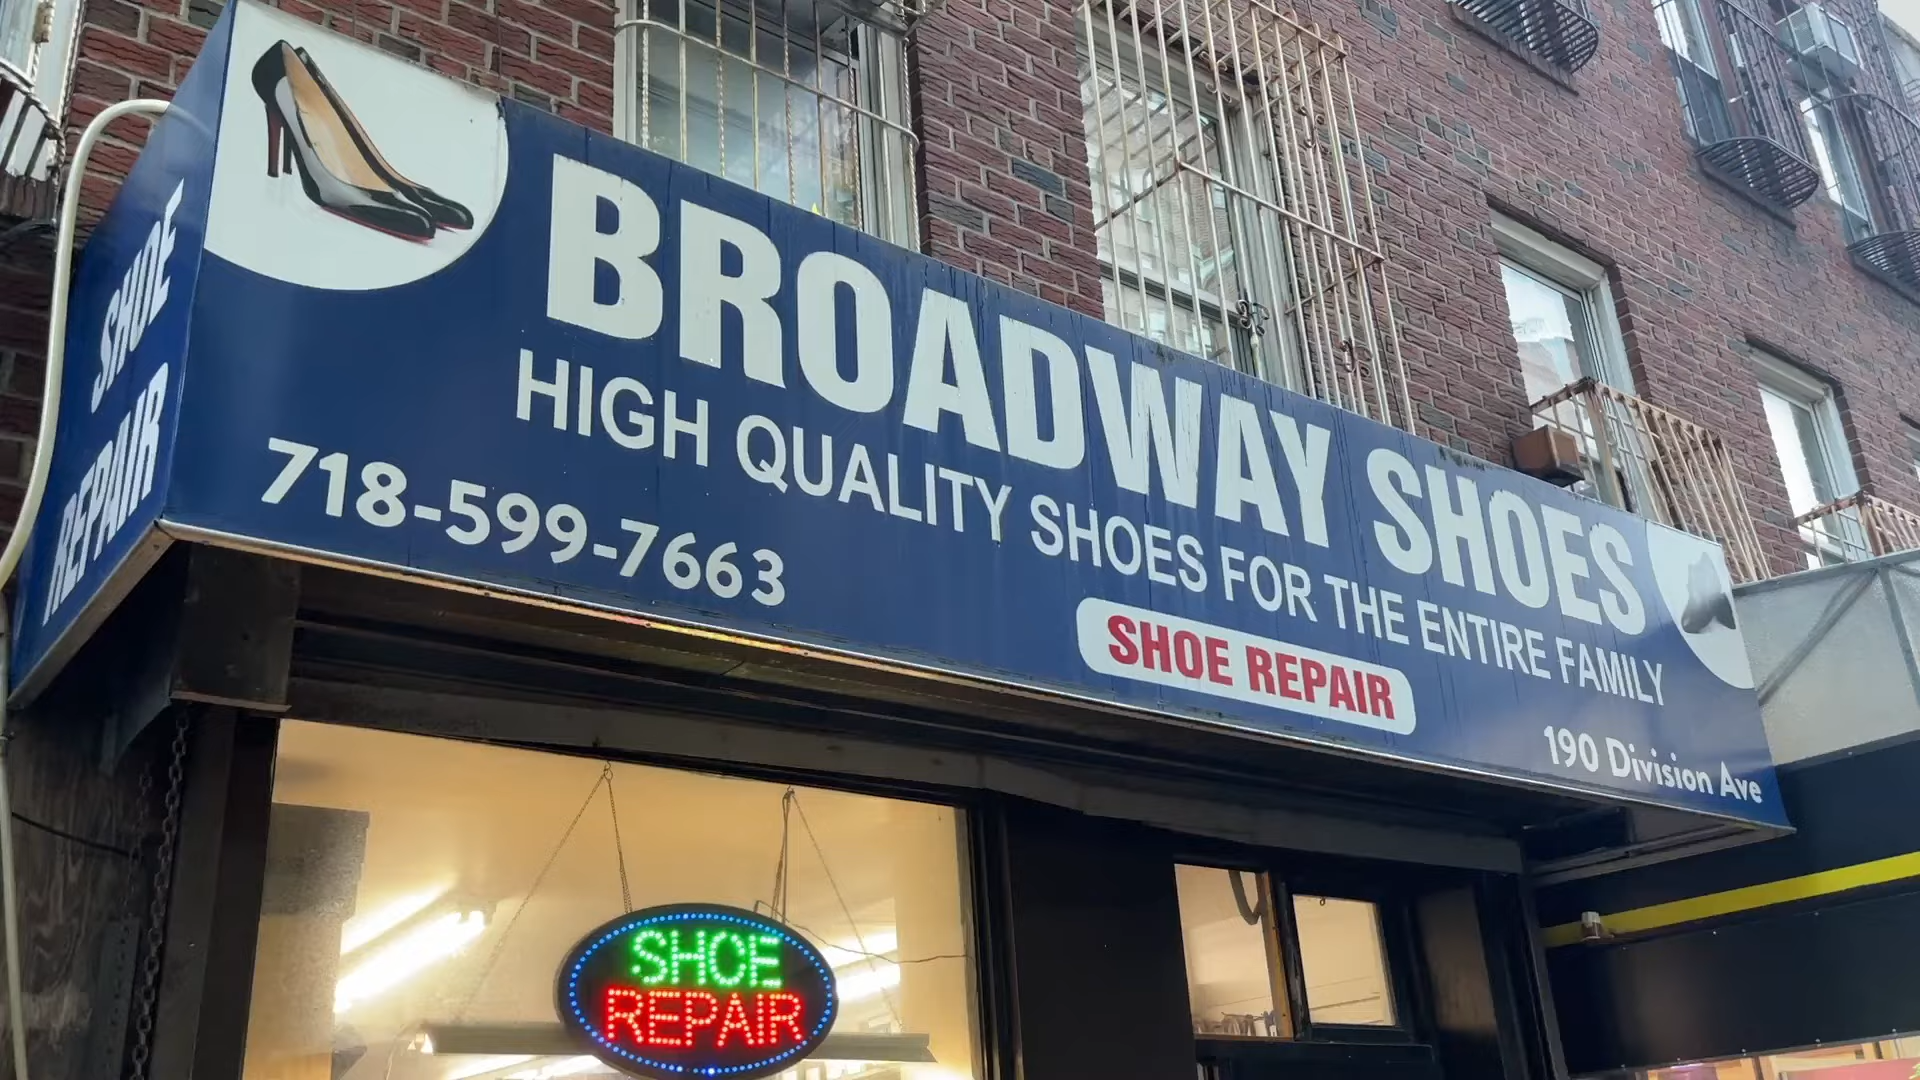 SHOE
REPAIR
BROADWAY SHOES
HIGH QUALITY SHOES FOR THE ENTIRE FAMILY
718-599-7663
SHOE REPAIR
190 Division Ave
SHOE
REPAIR